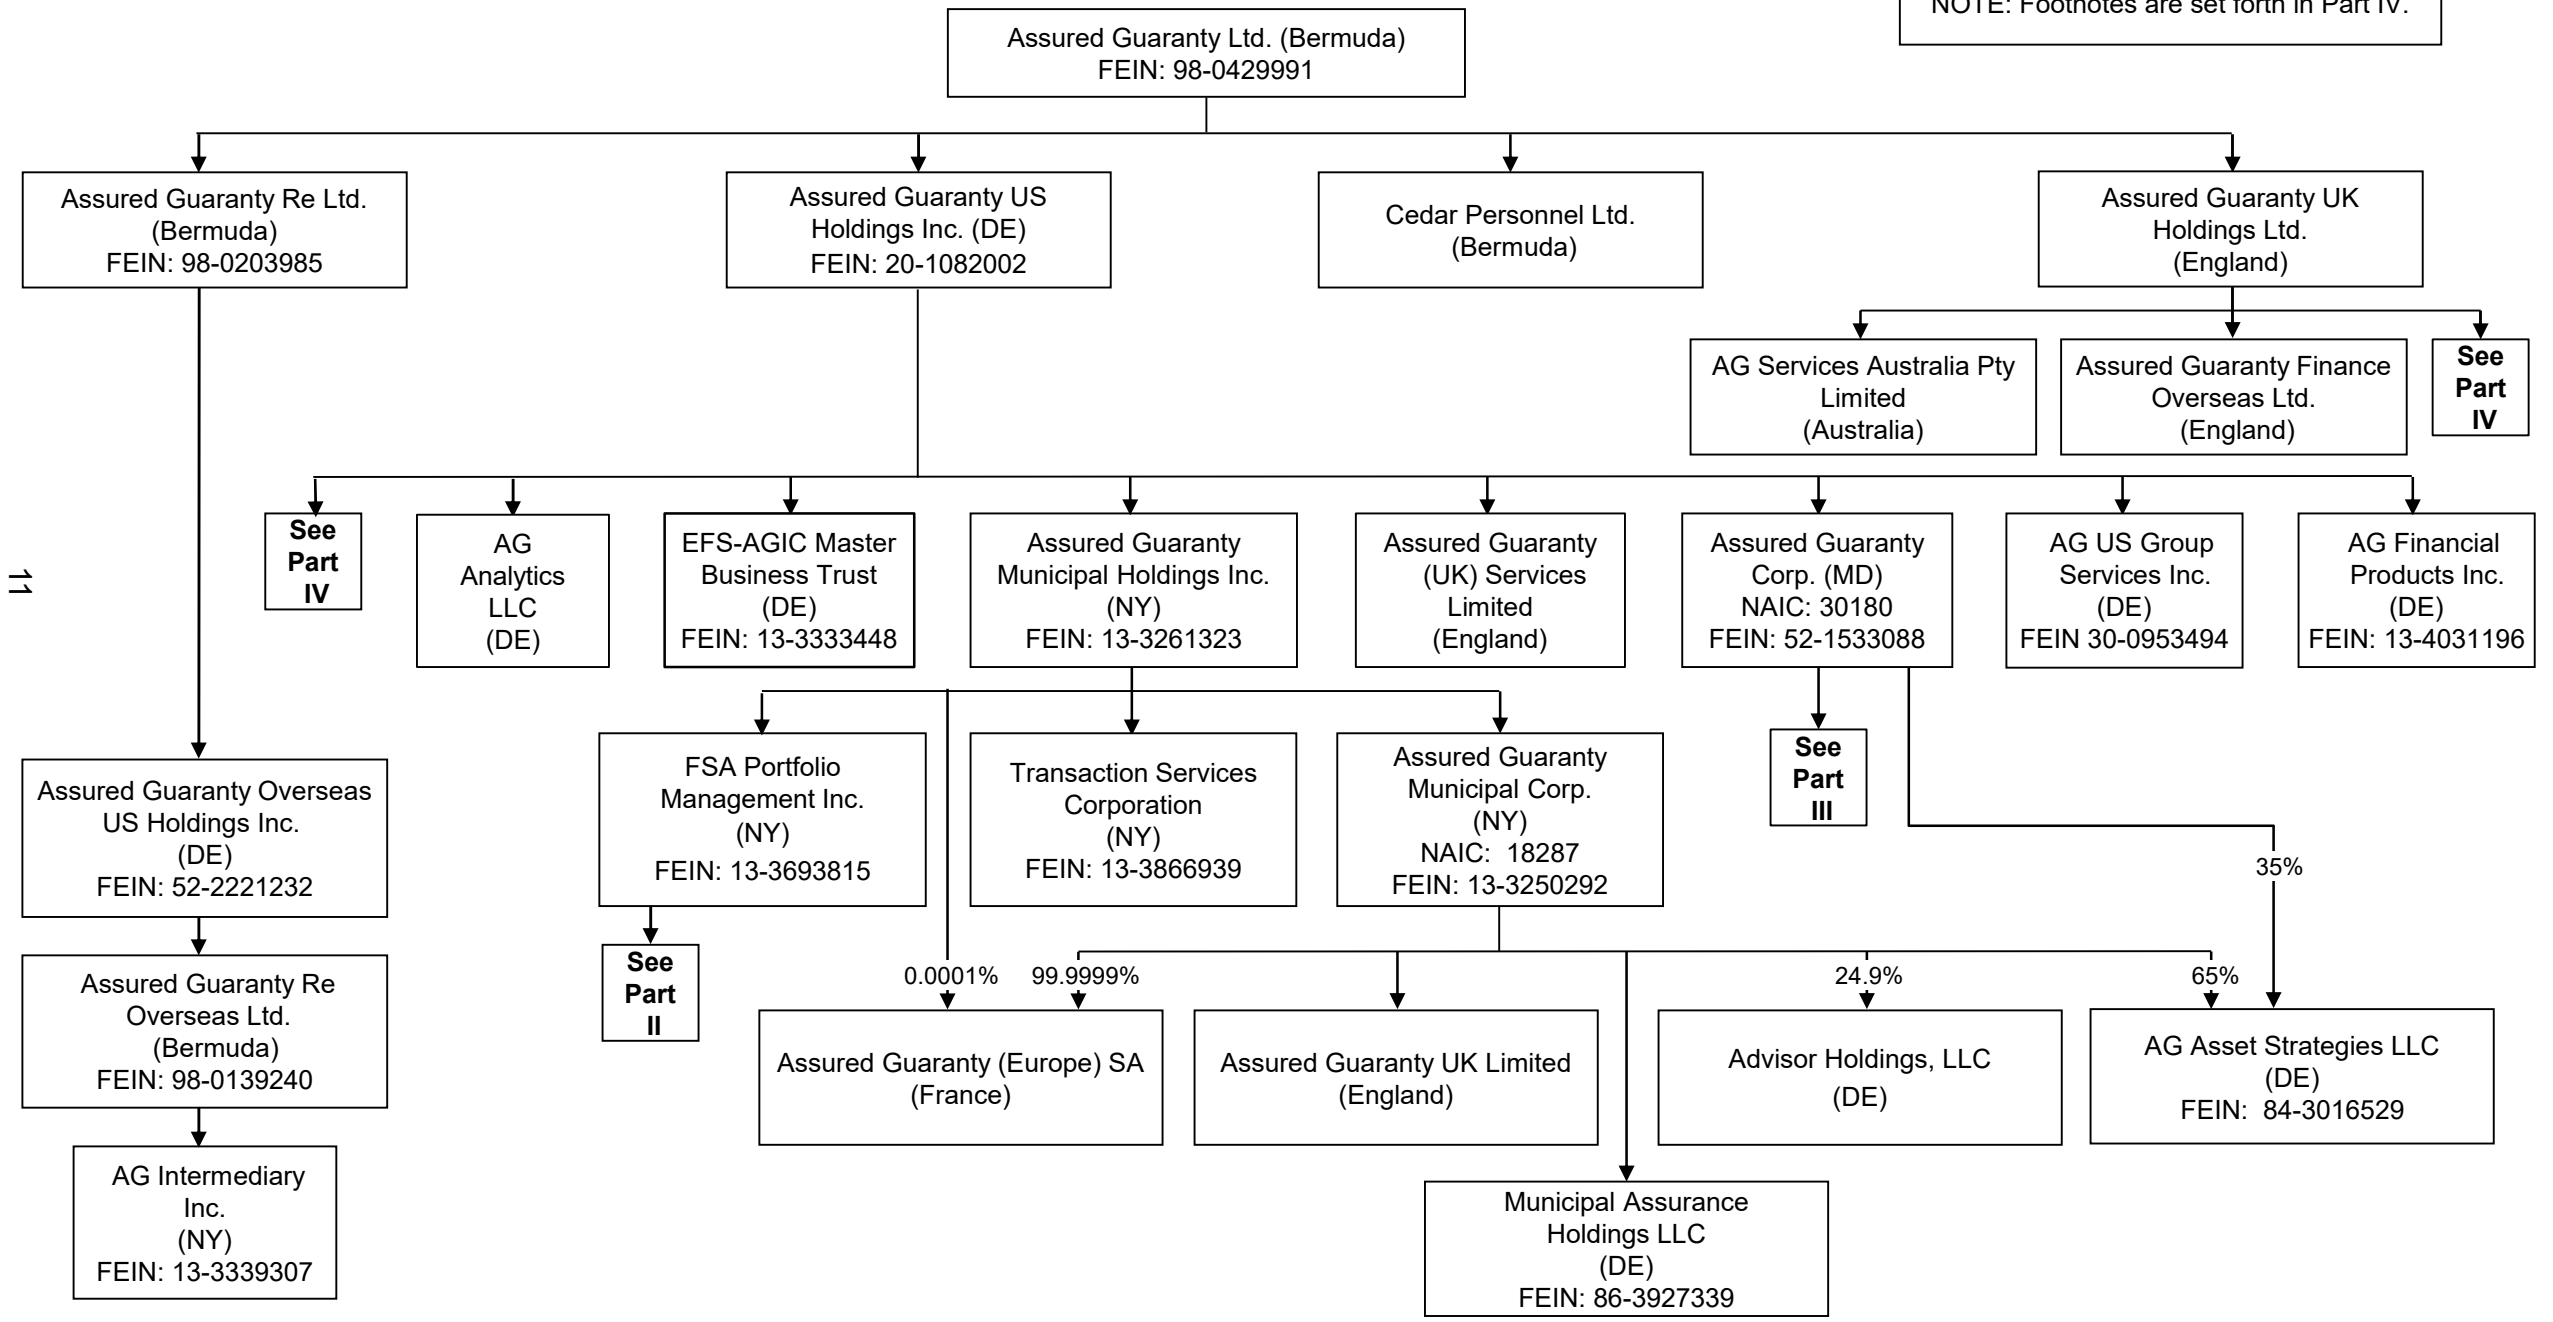 NOTE: Footnotes are set forth in Part IV.
Assured Guaranty Ltd. (Bermuda)
FEIN: 98-0429991
Assured Guaranty Re Ltd.
(Bermuda)
FEIN: 98-0203985
Assured Guaranty US
Holdings Inc. (DE)
FEIN: 20-1082002
Cedar Personnel Ltd.
(Bermuda)
Assured Guaranty UK
Holdings Ltd.
(England)
AG Services Australia Pty
Limited
(Australia)
Assured Guaranty Finance
Overseas Ltd.
(England)
See
Part
IV
See
Part
IV
AG
Analytics
LLC
(DE)
EFS-AGIC Master
Business Trust
(DE)
FEIN: 13-3333448
Assured Guaranty
Municipal Holdings Inc.
(NY)
FEIN: 13-3261323
Assured Guaranty
(UK) Services
Limited
(England)
Assured Guaranty
Corp. (MD)
NAIC: 30180
FEIN: 52-1533088
AG US Group
Services Inc.
(DE)
FEIN 30-0953494
AG Financial
Products Inc.
(DE)
FEIN: 13-4031196
11
FSA Portfolio
Management Inc.
(NY)
FEIN: 13-3693815
Transaction Services
Corporation
(NY)
FEIN: 13-3866939
Assured Guaranty
Municipal Corp.
(NY)
NAIC:  18287
FEIN: 13-3250292
See
Part
III
35%
Assured Guaranty Overseas
US Holdings Inc.
(DE)
FEIN: 52-2221232
See
Part
II
0.0001%
99.9999%
24.9%
65%
Assured Guaranty Re
Overseas Ltd.
(Bermuda)
FEIN: 98-0139240
Assured Guaranty (Europe) SA
(France)
Assured Guaranty UK Limited
(England)
Advisor Holdings, LLC
(DE)
AG Asset Strategies LLC
(DE)
FEIN:  84-3016529
AG Intermediary
Inc.
(NY)
FEIN: 13-3339307
Municipal Assurance
Holdings LLC
(DE)
FEIN: 86-3927339